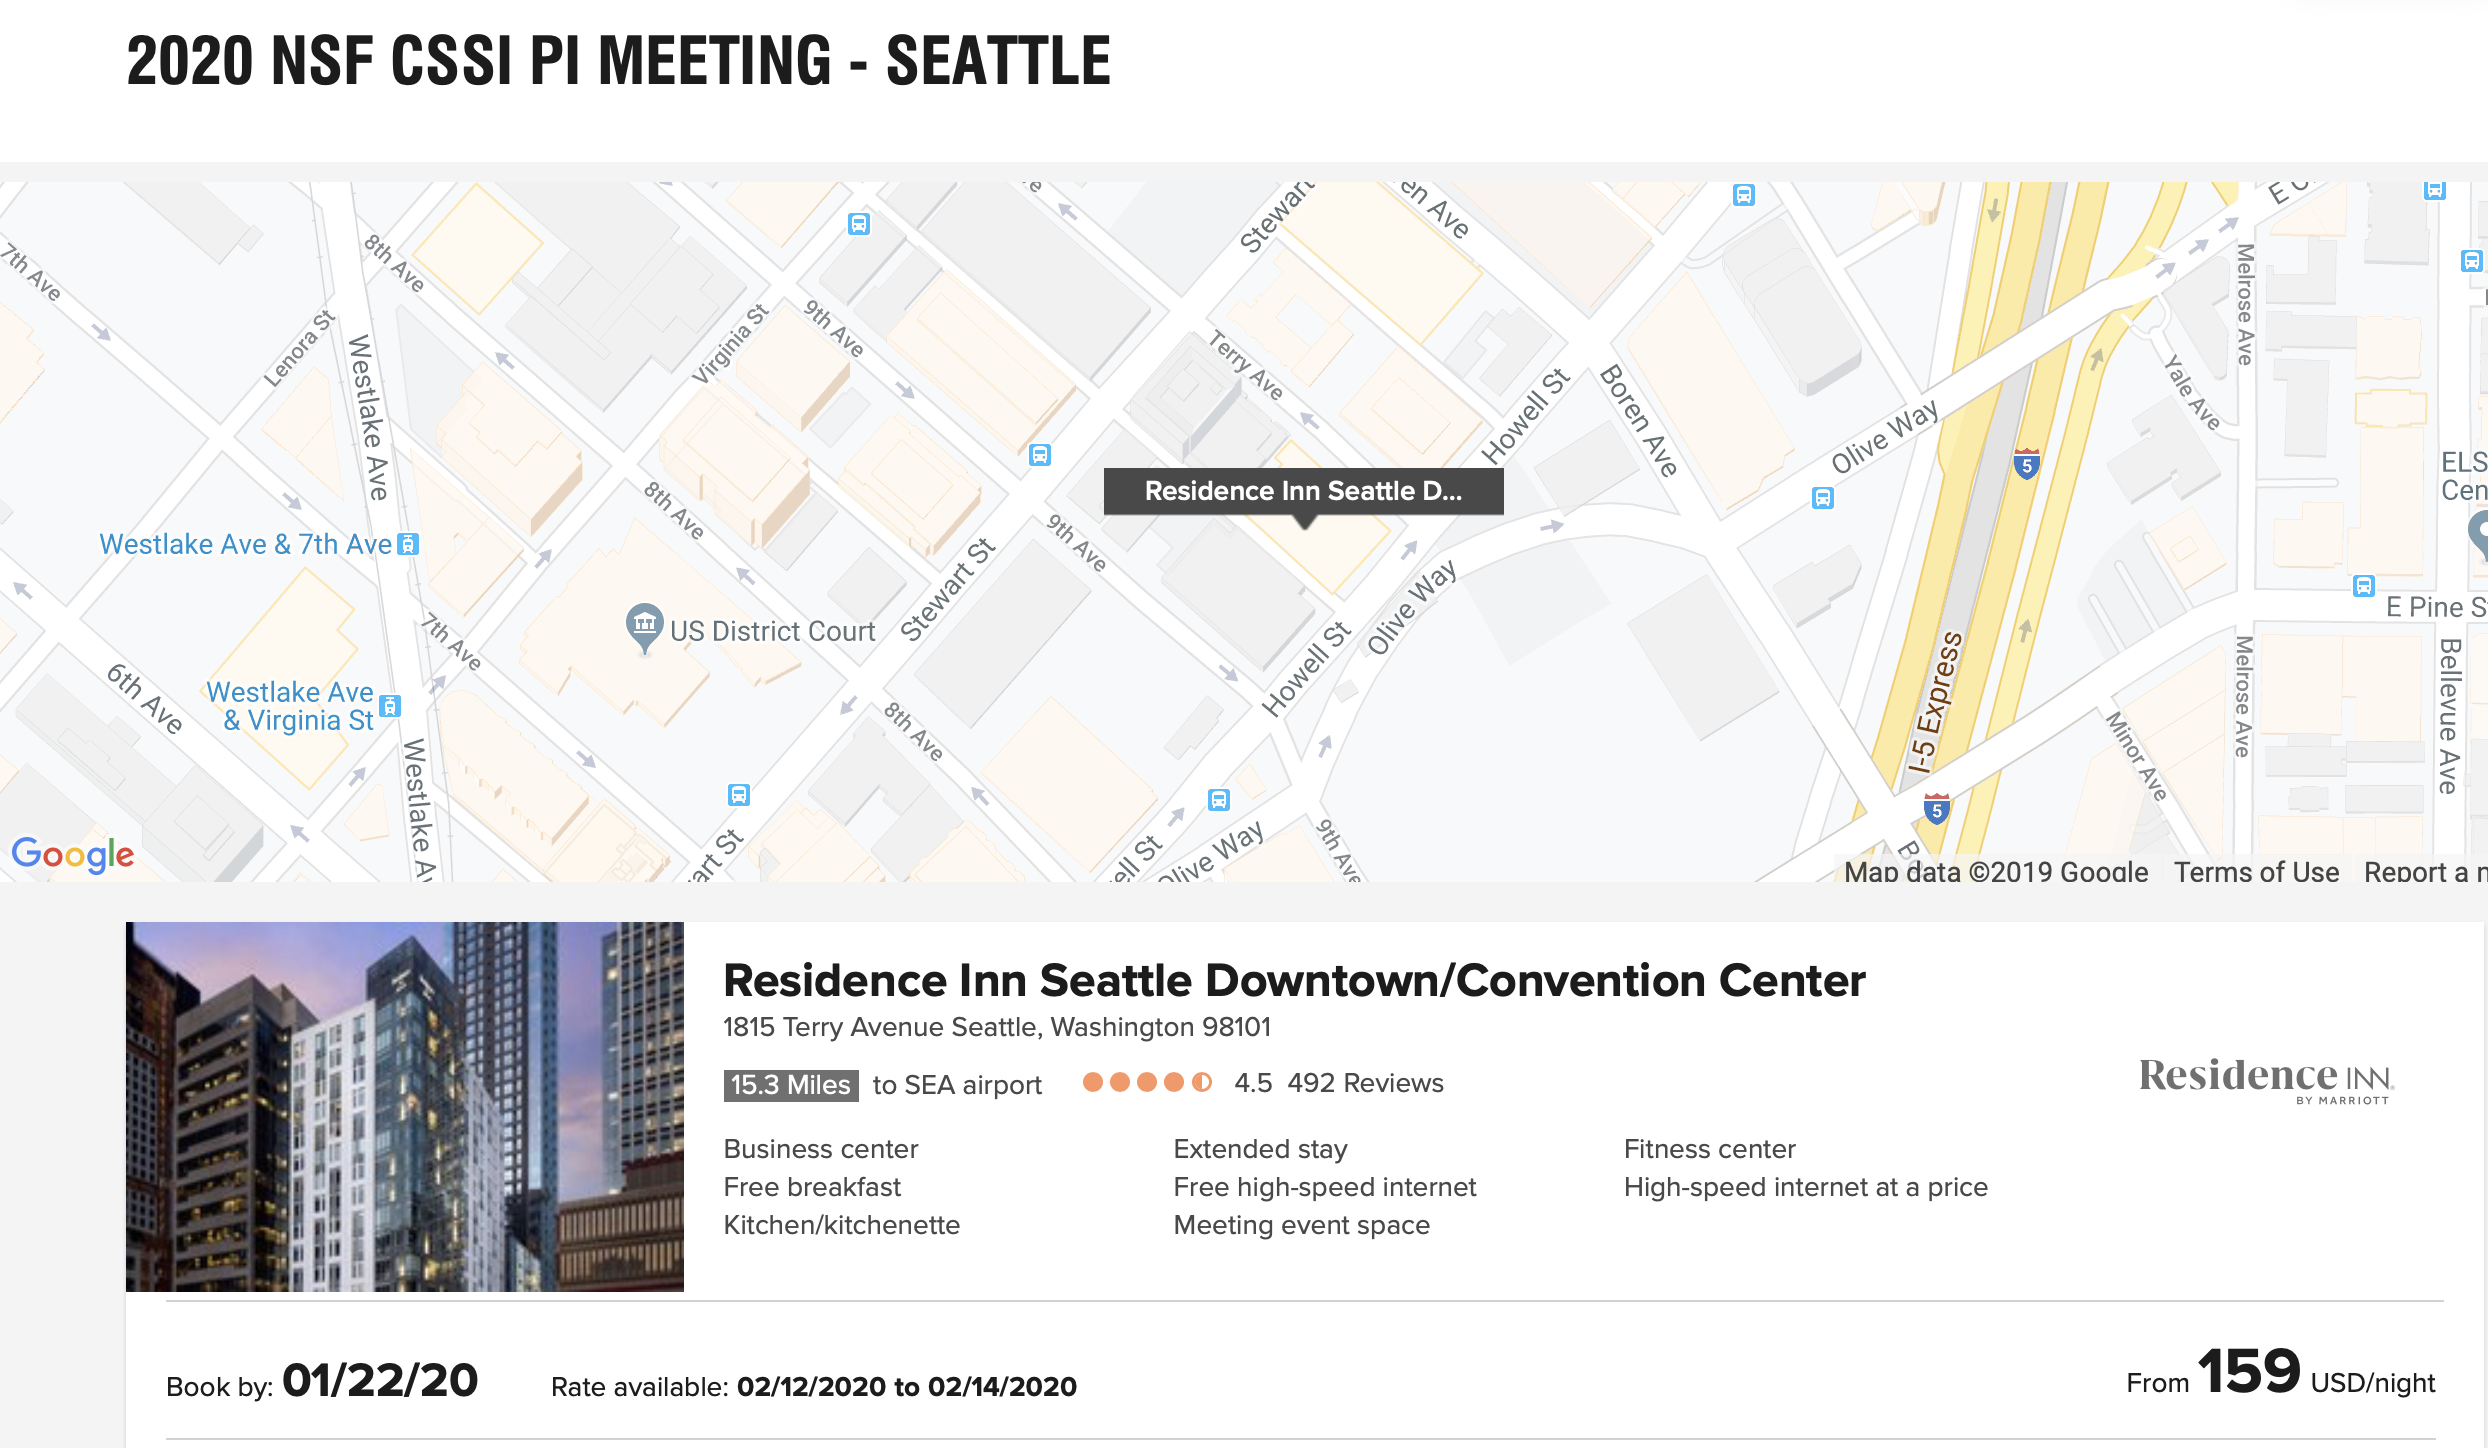 2020 NSF CSSI PI MEETING - SEATTLE
7th Ave
8th Ave
Lenora St
Westlake Ave
Virginia St
9th Ave
Stewart
Terry Ave
Howell St
Boren Ave
Olive Way
Melrose Ave
Yale Ave
5
Residence Inn Seattle D...
Westlake Ave & 7th Ave
8th Ave
9th Ave
Stewart St
US District Court
Olive Way
Howell St
E Pine S
7th Ave
6th Ave
Westlake Ave
& Virginia St
8th Ave
I-5 Express
5
Melrose Ave
Bellevue Ave
Minor Ave
Westlake Av
art St
ell St
Olive Way
9th Ave
Google
Map data ©2019 Google
Terms of Use
Report a
Residence Inn Seattle Downtown/Convention Center
1815 Terry Avenue Seattle, Washington 98101
15.3 Miles to SEA airport 4.5 492 Reviews
Residence INN.
BY MARRIOTT
Business center Extended stay Fitness center
Free breakfast Free high-speed internet High-speed internet at a price
Kitchen/kitchenette Meeting event space
Book by: 01/22/20 Rate available: 02/12/2020 to 02/14/2020 From 159 USD/night